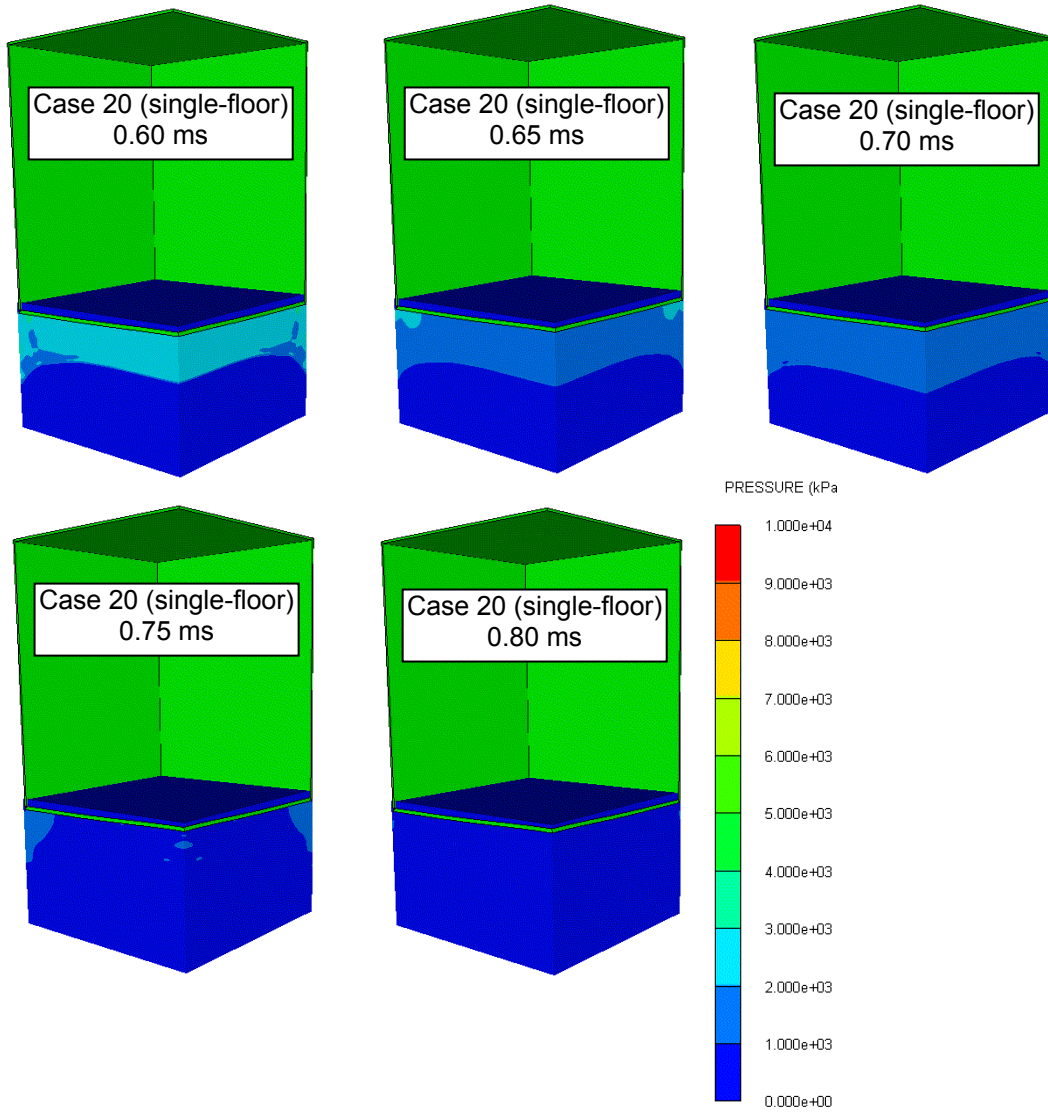 Case 20 (single-floor)
0.60 ms
Case 20 (single-floor)
0.65 ms
Case 20 (single-floor)
0.70 ms
Case 20 (single-floor)
0.75 ms
Case 20 (single-floor)
0.80 ms
PRESSURE (kPa
1.000e+04
9.000e+03
8.000e+03
7.000e+03
6.000e+03
5.000e+03
4.000e+03
3.000e+03
2.000e+03
1.000e+03
0.000e+00